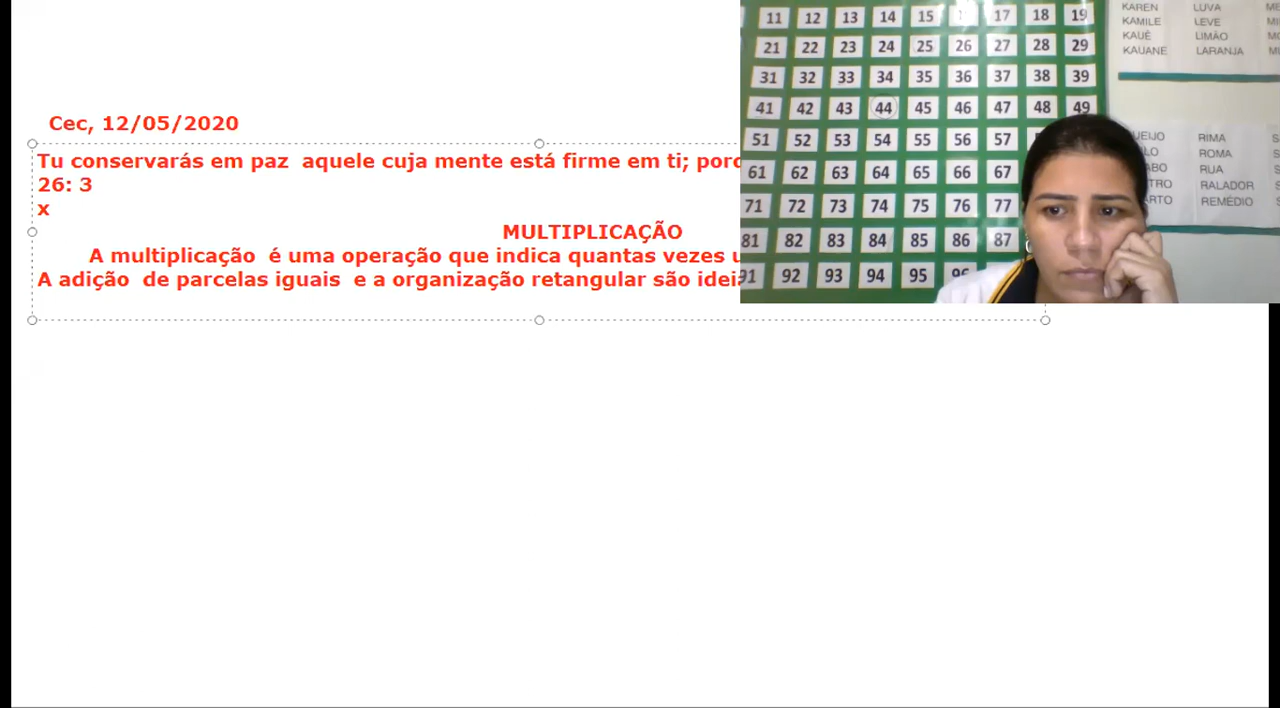 Cec, 12/05/2020
Tu conservarás em paz aquele cuja mente está firme em ti;
26: 3
x
MULTIPLICAÇÃO
A multiplicação é uma operação que indica quantas vezes
A adição de parcelas iguais e a organização retangular são
11 12 13 14 15 17 18 19
21 22 23 24 25 26 27 28 29
31 32 33 34 35 36 37 38 39
41 42 43 44 45 46 47 48 49
51 52 53 54 55 56 57
61 62 63 64 65 66 67
71 72 73 74 75 76 77
81 82 83 84 85 86 87
91 92 93 94 95 96
KAREN LUVA
KAMILE LEVE
KAUÊ LIMÃO
KAUANE LARANJA
RIMA
ROMA
RUA
RALADOR
REMÉDIO